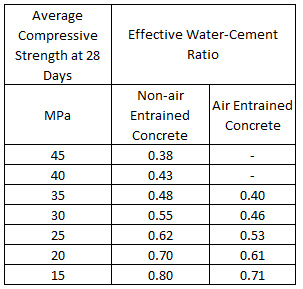 Average
Compressive
Strength at 28
Days
Effective Water-Cement
Ratio
MPa
Non-air
Entrained
Concrete
Air Entrained
Concrete
45 0.38 -
40 0.43 -
35 0.48 0.40
30 0.55 0.46
25 0.62 0.53
20 0.70 0.61
15 0.80 0.71